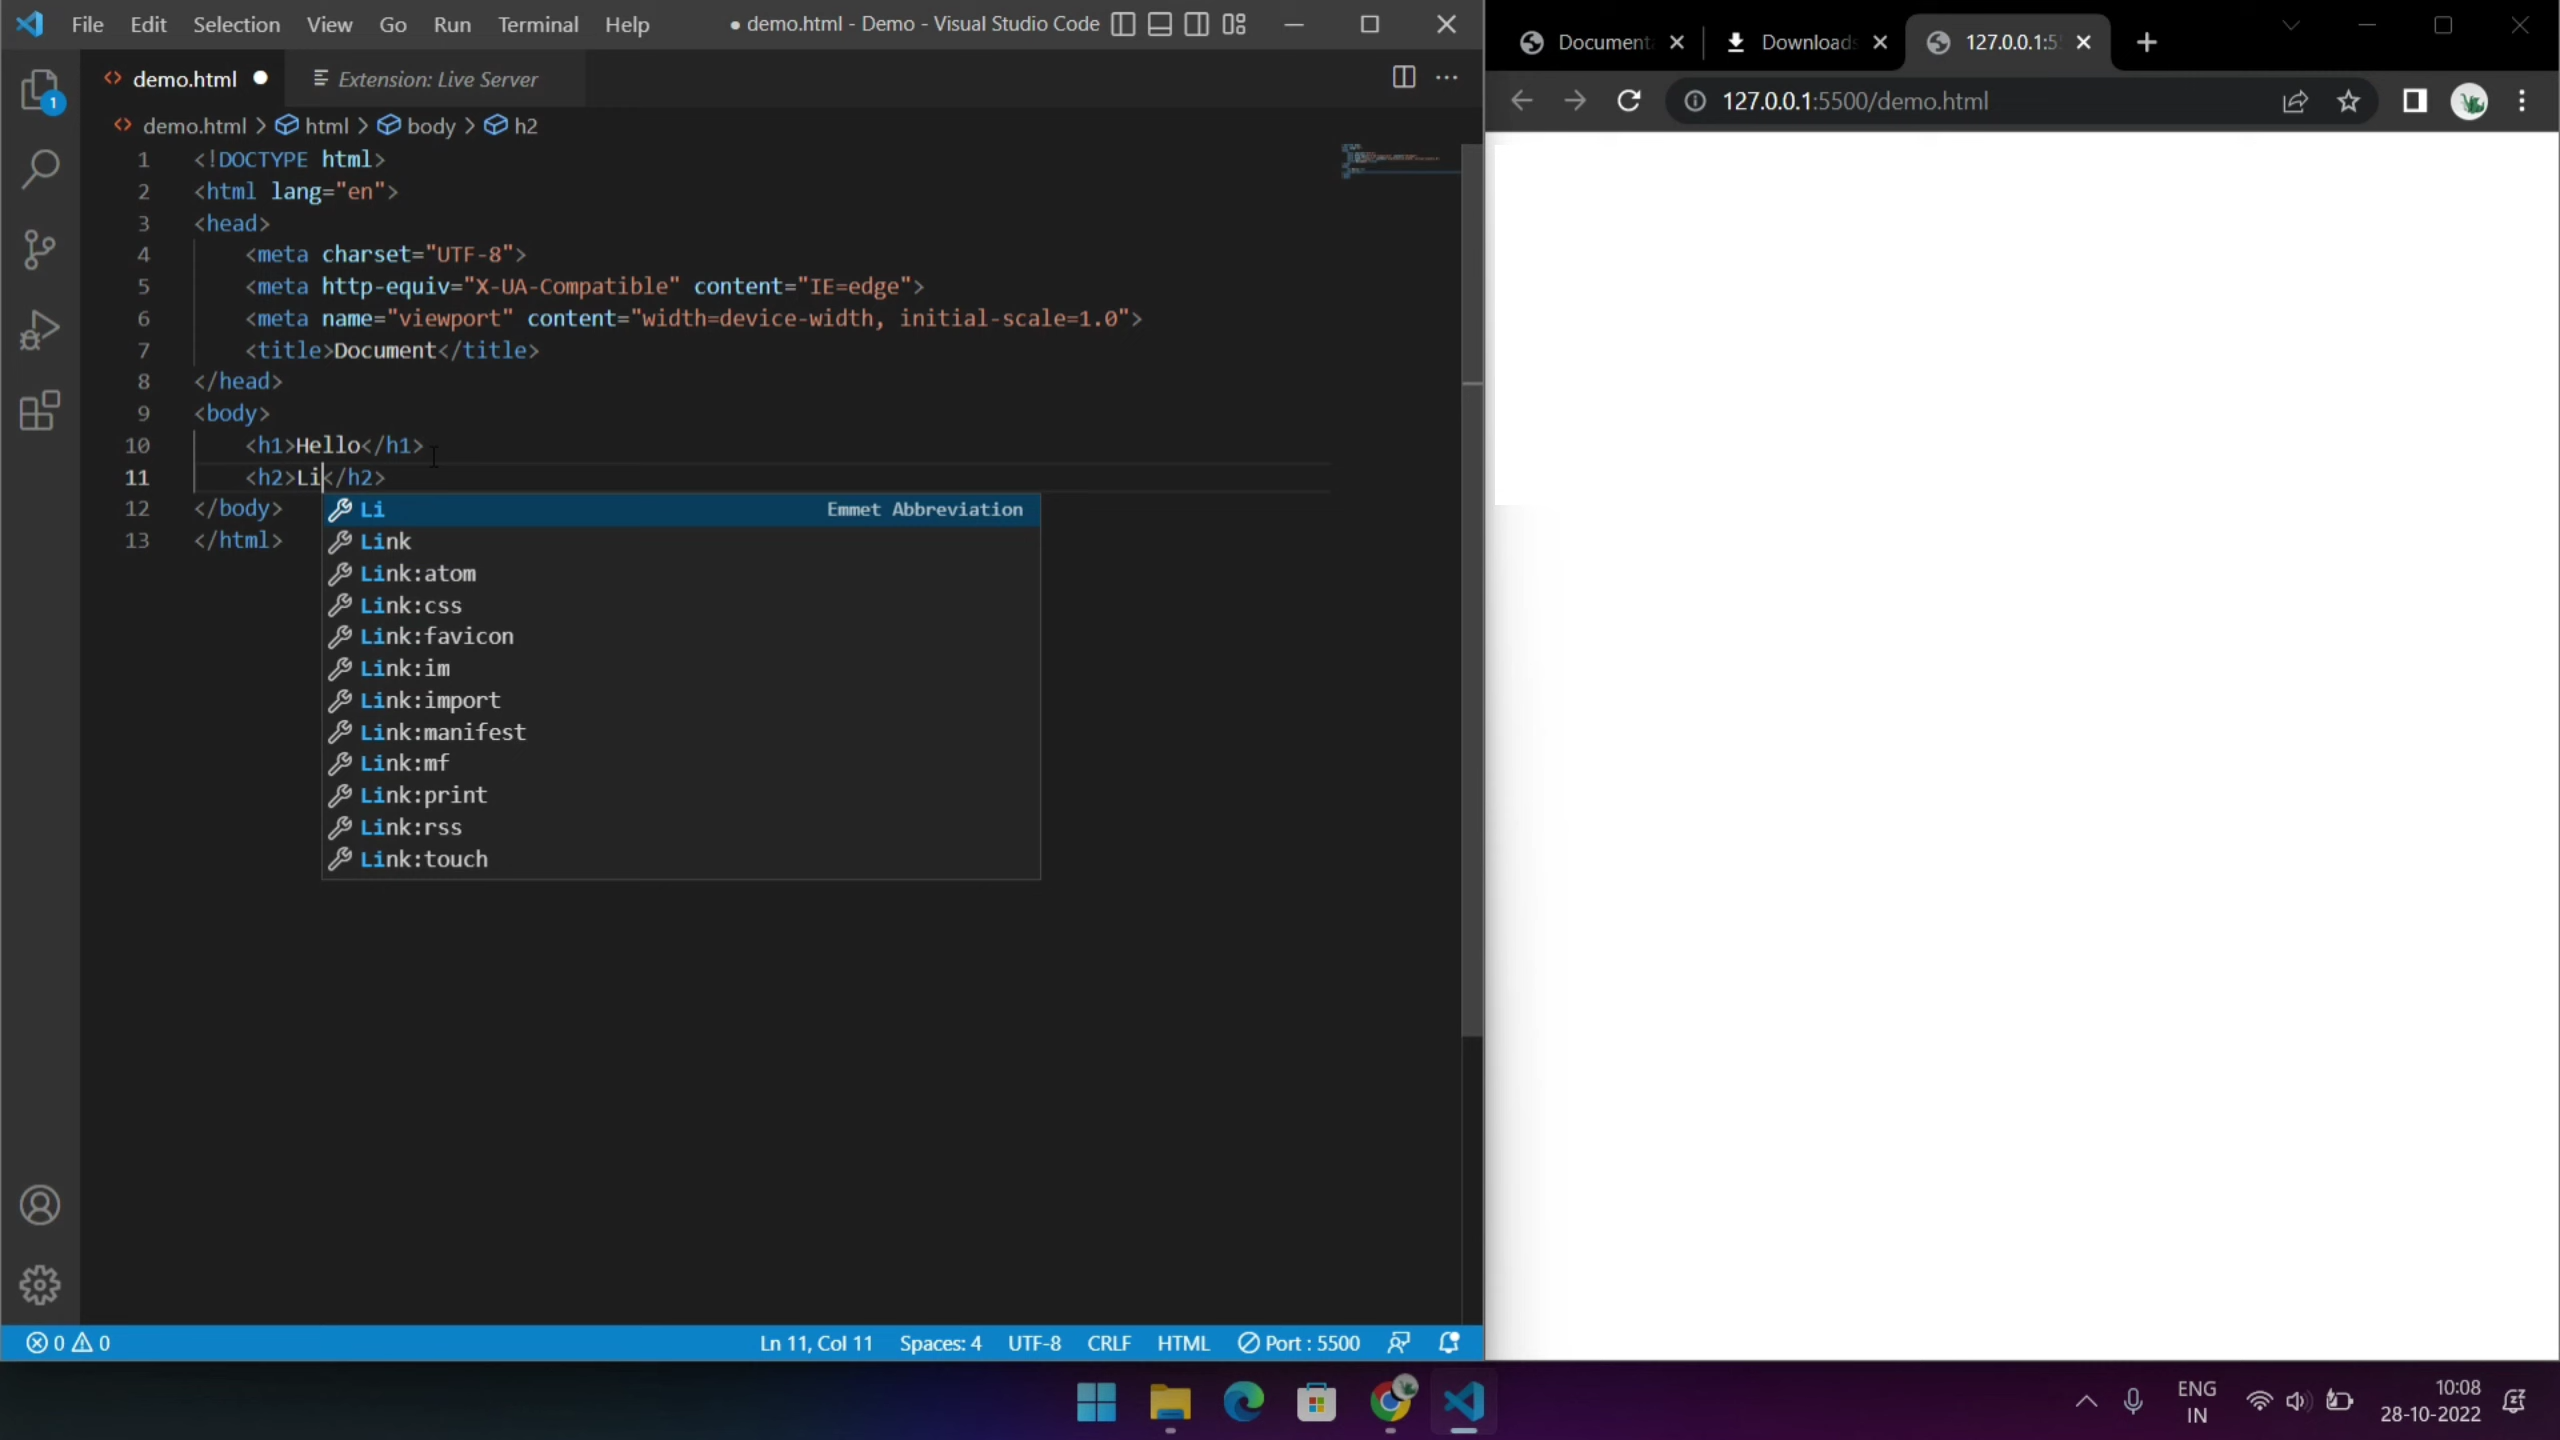 File Edit Selection View Go Run Terminal Help
● demo.html - Demo - Visual Studio Code
demo.html ● Extension: Live Server
demo.html > html > body > h2
1 <!DOCTYPE html>
2 <html lang="en">
3 <head>
4 <meta charset="UTF-8">
5 <meta http-equiv="X-UA-Compatible" content="IE=edge">
6 <meta name="viewport" content="width=device-width, initial-scale=1.0">
7 <title>Document</title>
8 </head>
9 <body>
10 <h1>Hello</h1>
11 <h2>Li</h2>
12 </body>
13 </html>
Li Emmet Abbreviation
Link
Link:atom
Link:css
Link:favicon
Link:im
Link:import
Link:manifest
Link:mf
Link:print
Link:rss
Link:touch
1
0 0
Ln 11, Col 11 Spaces: 4 UTF-8 CRLF HTML Port : 5500
Document Downloads 127.0.0.1:5
127.0.0.1:5500/demo.html
ENG
IN
10:08
28-10-2022